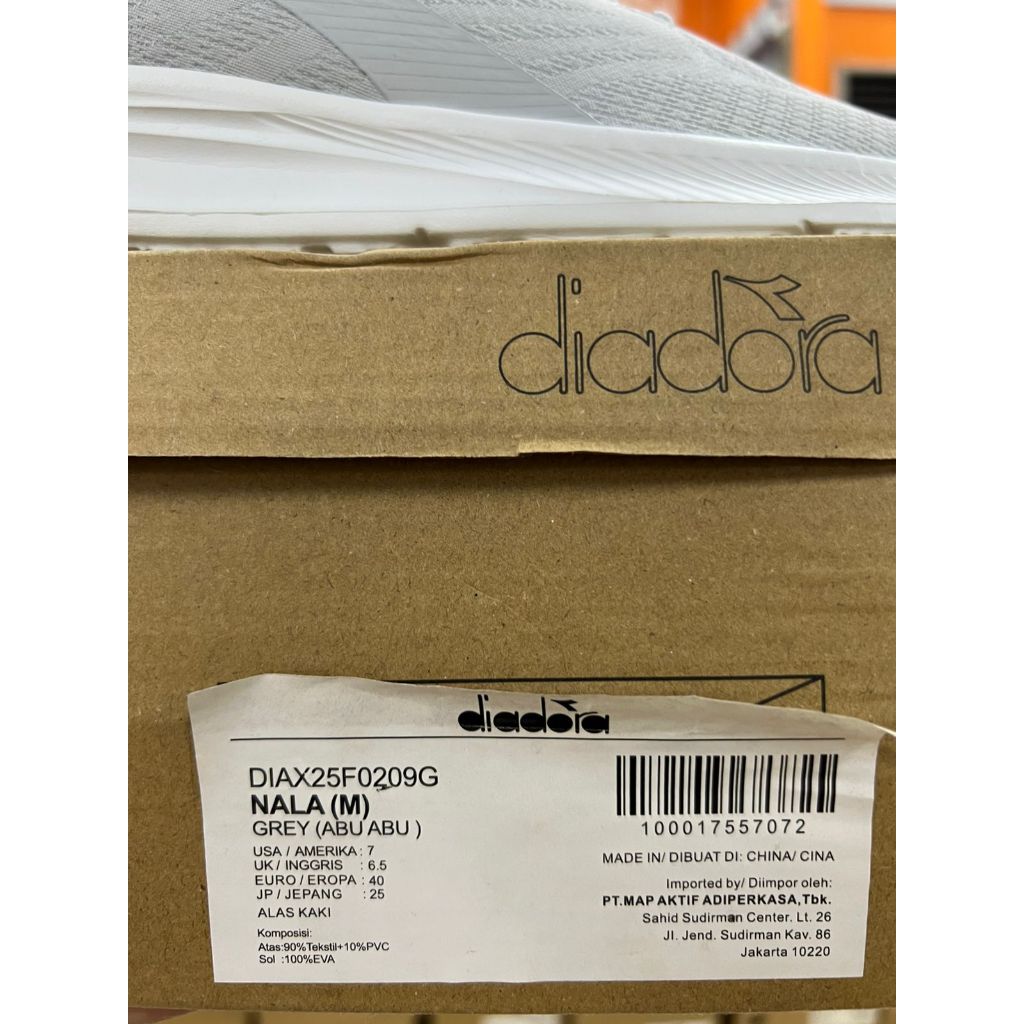 diadora
diadora
DIAX25F0209G
NALA (M)
GREY (ABU ABU )
USA / AMERIKA : 7
UK / INGGRIS : 6.5
EURO / EROPA : 40
JP / JEPANG : 25
ALAS KAKI
Komposisi:
Atas:90%Tekstil+10%PVC
Sol :100%EVA
100017557072
MADE IN/ DIBUAT DI: CHINA/ CINA
Imported by/ Diimpor oleh:
PT.MAP AKTIF ADIPERKASA,Tbk.
Sahid Sudirman Center. Lt. 26
Jl. Jend. Sudirman Kav. 86
Jakarta 10220